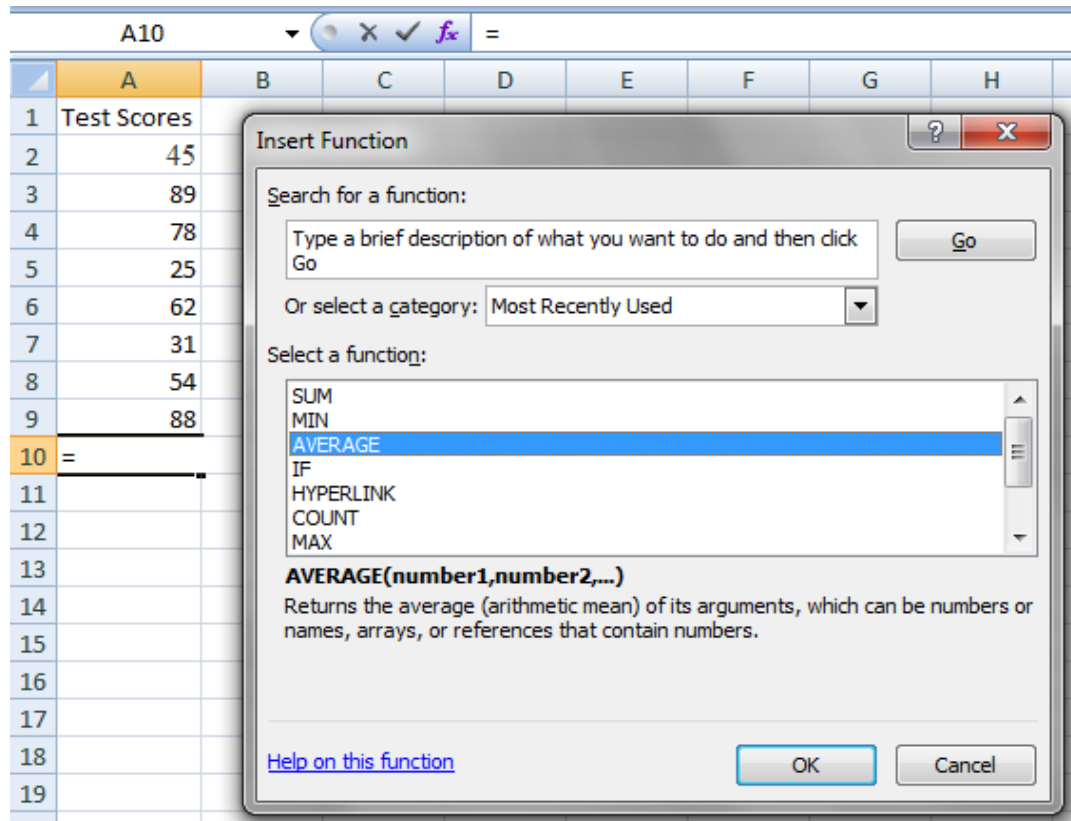 A10 fx =
A B C D E F G H
1 Test Scores
2 45
3 89
4 78
5 25
6 62
7 31
8 54
9 88
10 =
11
12
13
14
15
16
17
18
19
Insert Function
?
Search for a function:
Type a brief description of what you want to do and then click
Go
Go
Or select a category: Most Recently Used
Select a function:
SUM
MIN
AVERAGE
IF
HYPERLINK
COUNT
MAX
AVERAGE(number1,number2,...)
Returns the average (arithmetic mean) of its arguments, which can be numbers or
names, arrays, or references that contain numbers.
Help on this function
OK
Cancel